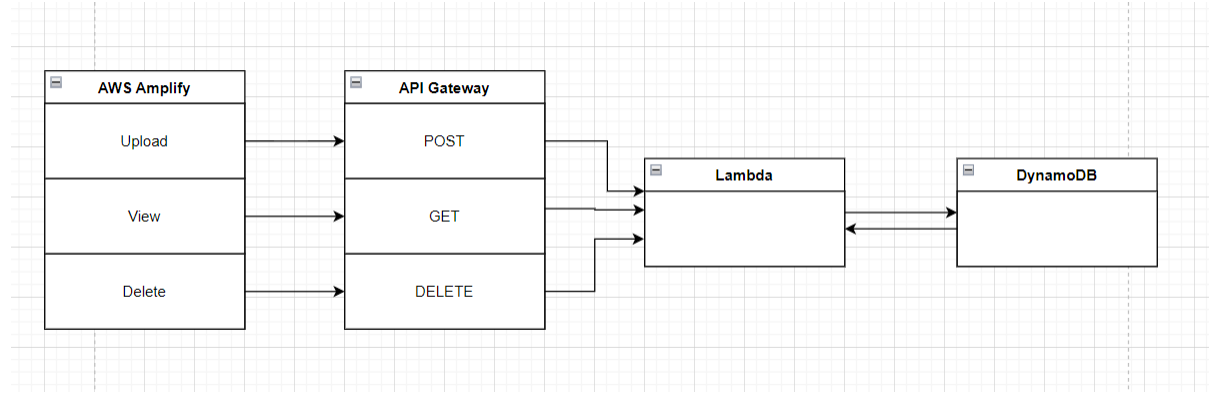 AWS Amplify
Upload
View
Delete
API Gateway
POST
GET
DELETE
Lambda
DynamoDB